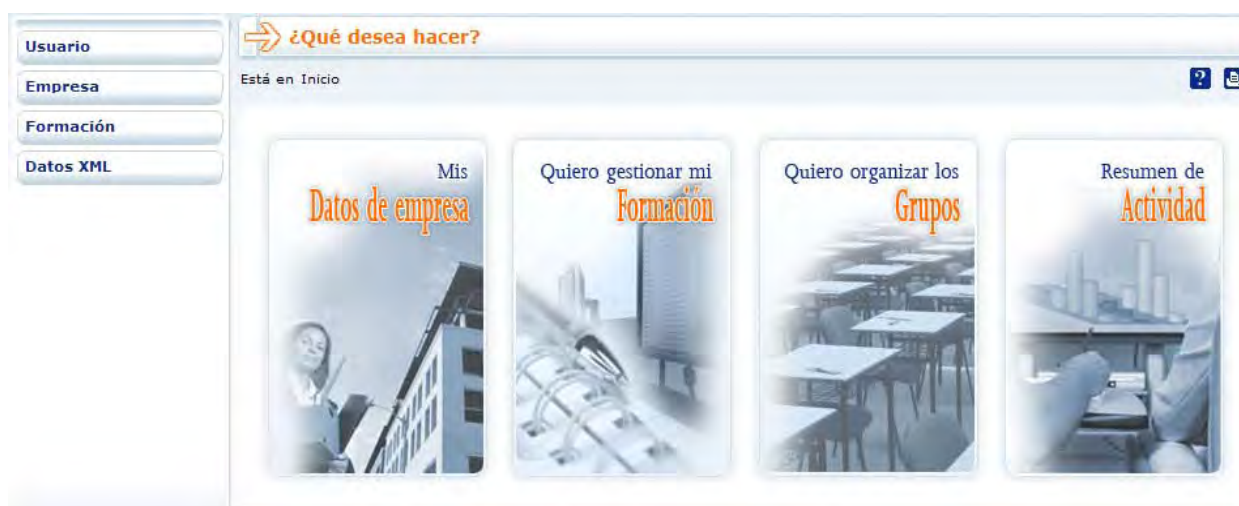 Usuario
Empresa
Formación
Datos XML
¿Qué desea hacer?
Está en Inicio
?
Mis
Datos de empresa
Quiero gestionar mi
Formación
Quiero organizar los
Grupos
Resumen de
Actividad